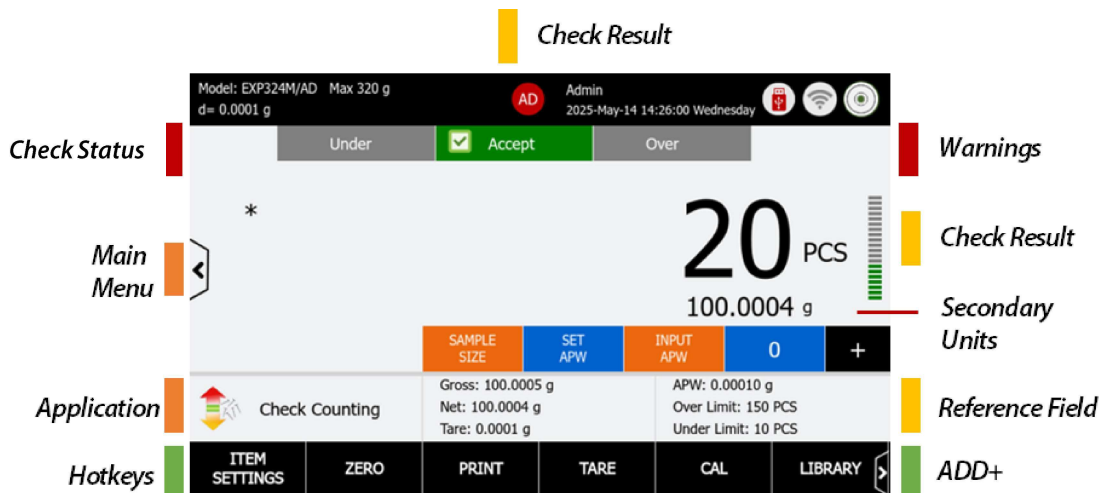 Check Result
Model: EXP324M/AD Max 320 g
d= 0.0001 g
AD
Admin
2025-May-14 14:26:00 Wednesday
Check Status
Under
Accept
Over
Warnings
*
20 PCS
Check Result
Main
Menu
100.0004 g
Secondary
Units
SAMPLE
SIZE
SET
APW
INPUT
APW
0
+
Application
Check Counting
Gross: 100.0005 g
Net: 100.0004 g
Tare: 0.0001 g
APW: 0.00010 g
Over Limit: 150 PCS
Under Limit: 10 PCS
Reference Field
Hotkeys
ITEM
SETTINGS
ZERO
PRINT
TARE
CAL
LIBRARY
ADD+